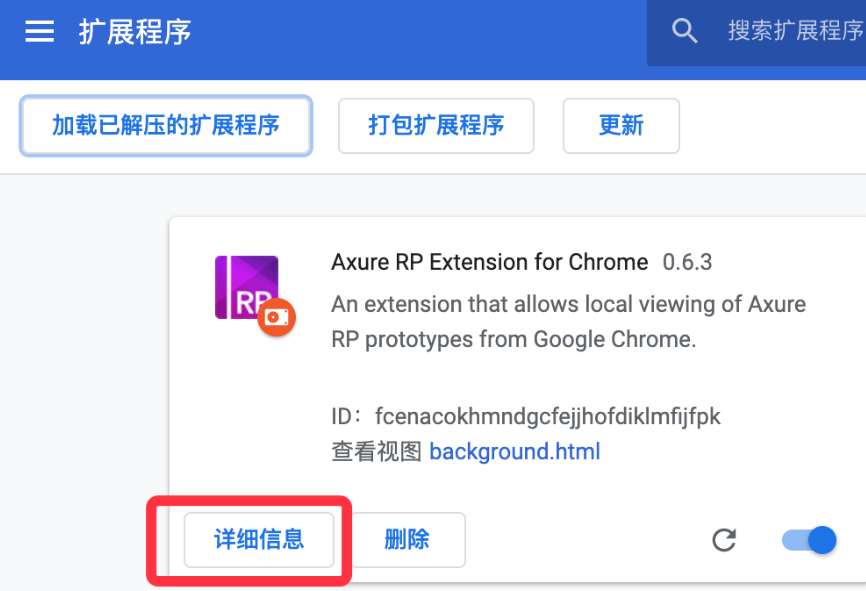 扩展程序
搜索扩展程序
加载已解压的扩展程序
打包扩展程序
更新
RP
Axure RP Extension for Chrome 0.6.3
An extension that allows local viewing of Axure
RP prototypes from Google Chrome.
ID：fcenacokhmndgcfejjhofdiklmfijfpk
查看视图 background.html
详细信息
删除